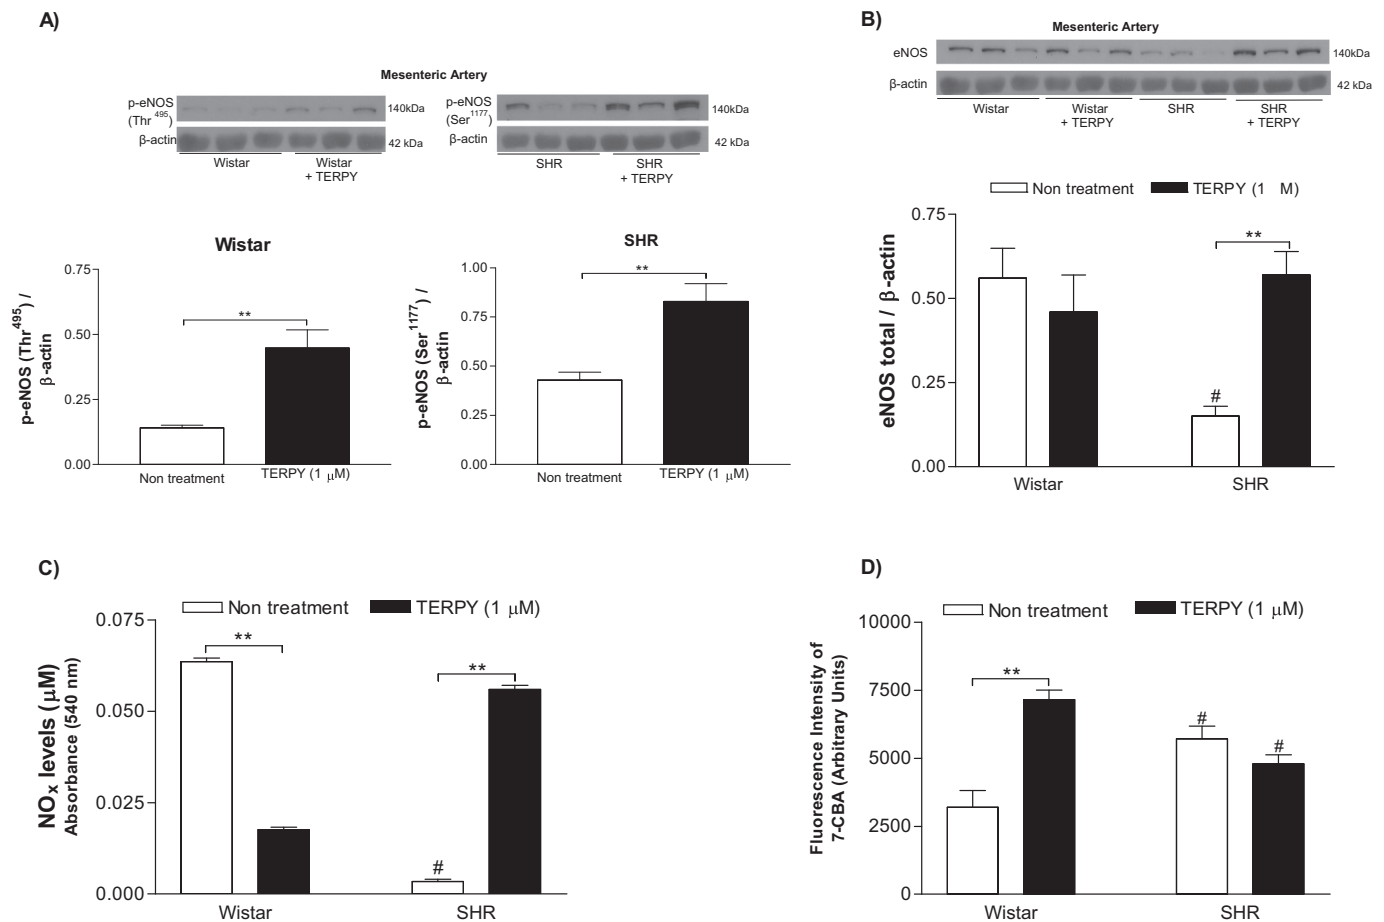 A)
Mesenteric Artery
p-eNOS
(Thr 495)
140kDa
β-actin
42 kDa
Wistar
Wistar
+ TERPY
p-eNOS
(Ser1177)
140kDa
β-actin
42 kDa
SHR
SHR
+ TERPY
Wistar
p-eNOS (Thr495) /
β-actin
0.75
0.50
0.25
0.00
**
Non treatment
TERPY (1 μM)
SHR
p-eNOS (Ser1177) /
β-actin
1.00
0.75
0.50
0.25
0.00
**
Non treatment
TERPY (1 μM)
B)
Mesenteric Artery
eNOS
140kDa
β-actin
42 kDa
Wistar
Wistar
+ TERPY
SHR
SHR
+ TERPY
Non treatment
TERPY (1 M)
eNOS total / β-actin
0.75
0.50
0.25
0.00
**
#
Wistar
SHR
C)
Non treatment
TERPY (1 μM)
NOx levels (μM)
Absorbance (540 nm)
0.075
0.050
0.025
0.000
**
**
#
Wistar
SHR
D)
Non treatment
TERPY (1 μM)
Fluorescence Intensity of
7-CBA (Arbitrary Units)
10000
7500
5000
2500
0
**
#
#
Wistar
SHR